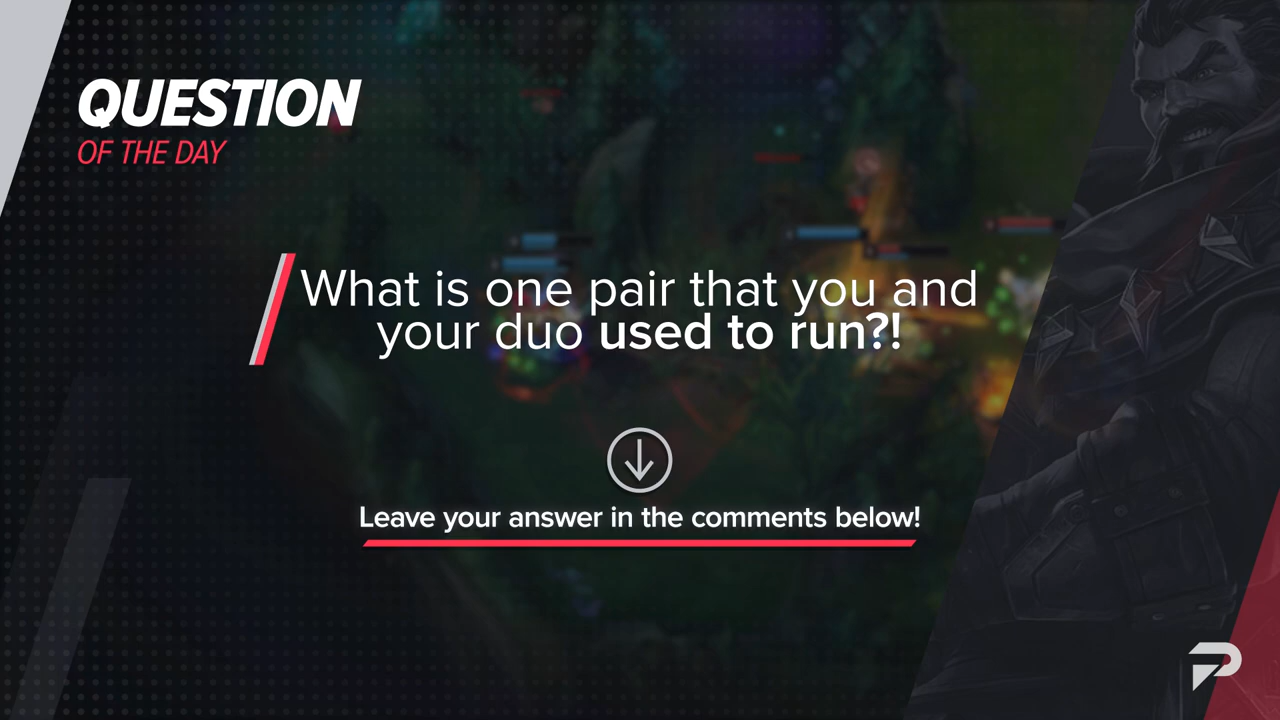 QUESTION
OF THE DAY
What is one pair that you and
your duo used to run?!
Leave your answer in the comments below!